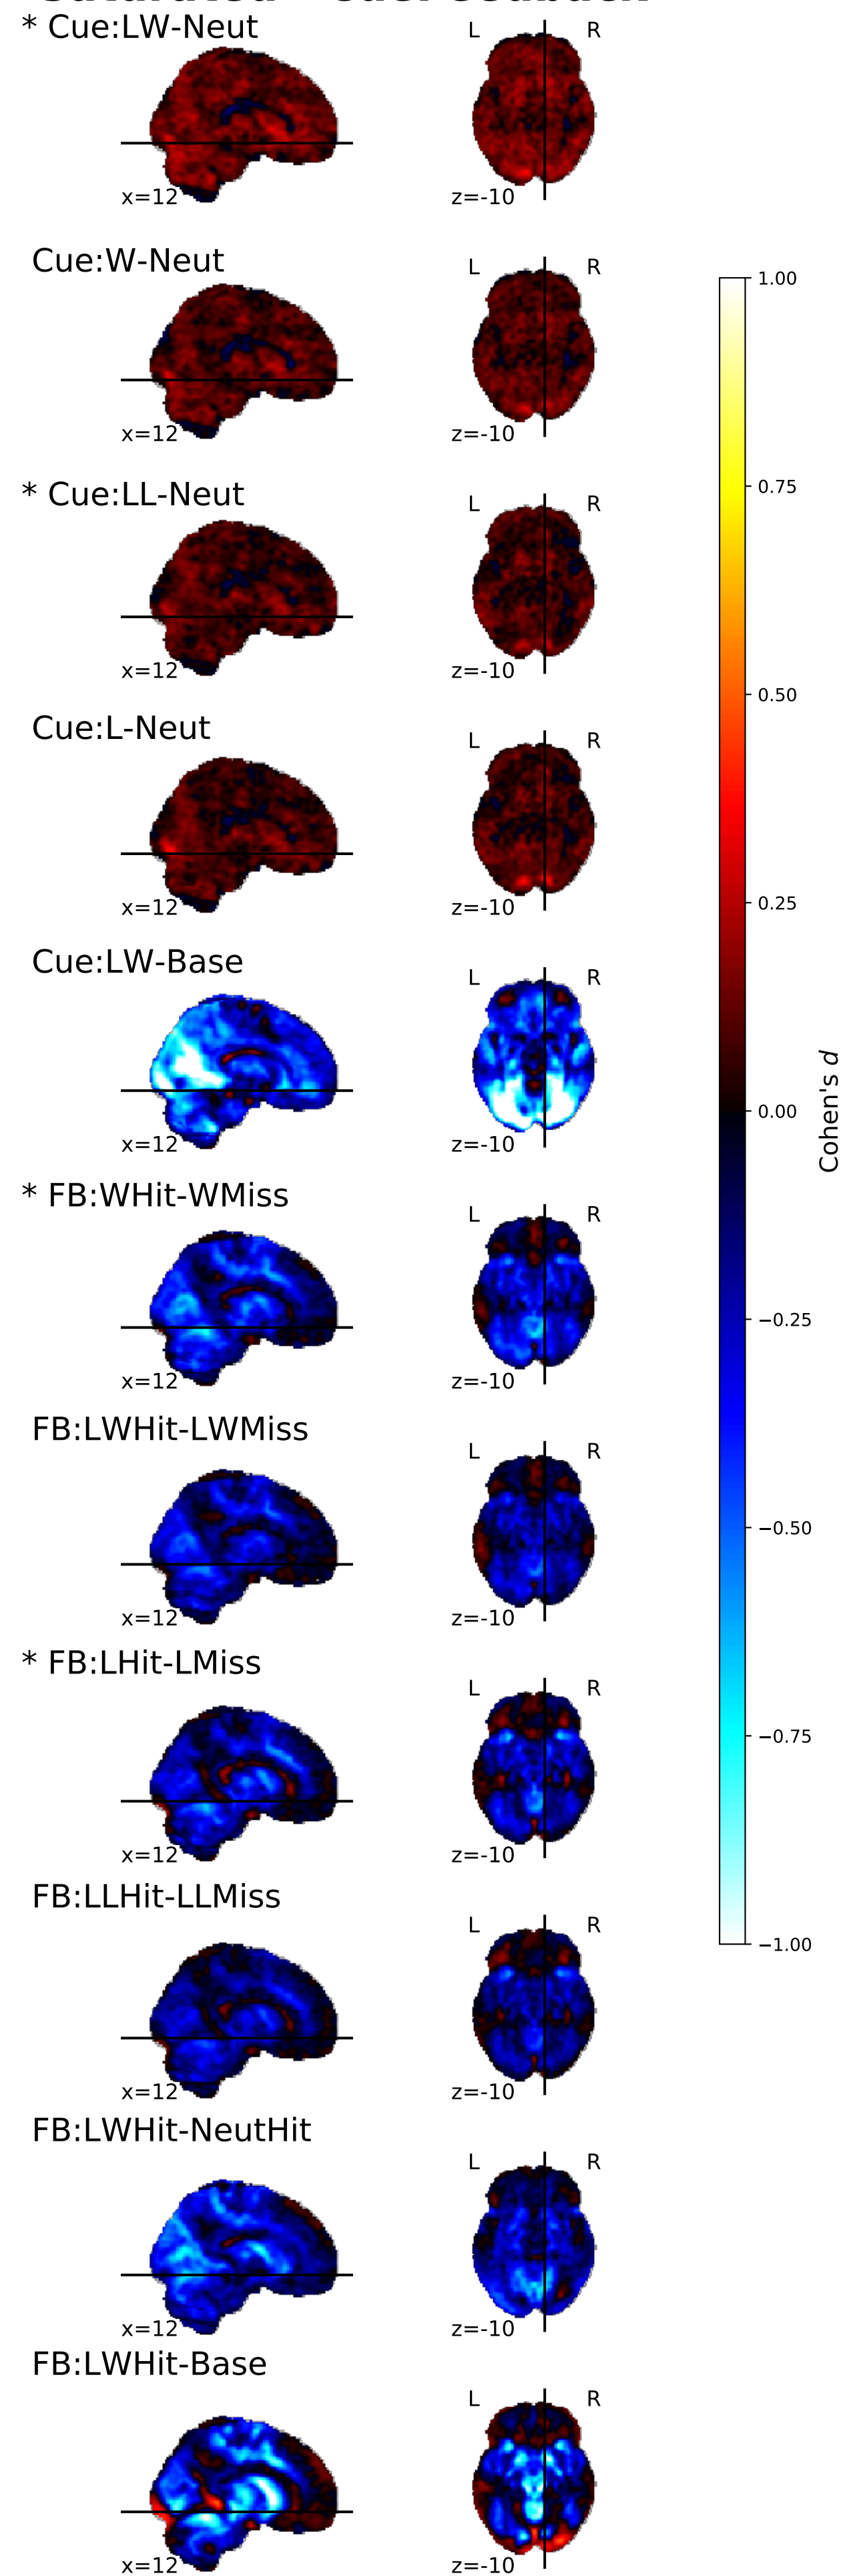 * Cue:LW-Neut
L R
x=12 z=-10
Cue:W-Neut
L R
x=12 z=-10
* Cue:LL-Neut
L R
x=12 z=-10
Cue:L-Neut
L R
x=12 z=-10
Cue:LW-Base
L R
x=12 z=-10
* FB:WHit-WMiss
L R
x=12 z=-10
FB:LWHit-LWMiss
L R
x=12 z=-10
* FB:LHit-LMiss
L R
x=12 z=-10
FB:LLHit-LLMiss
L R
x=12 z=-10
FB:LWHit-NeutHit
L R
x=12 z=-10
FB:LWHit-Base
L R
x=12 z=-10
1.00
0.75
0.50
0.25
0.00
−0.25
−0.50
−0.75
−1.00
Cohen's d